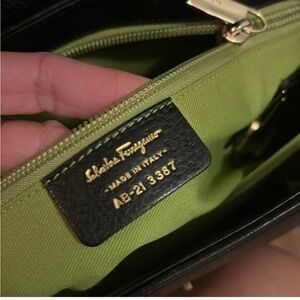 Salvatore Ferragamo
-MADE IN ITALY-
AB-21 3387